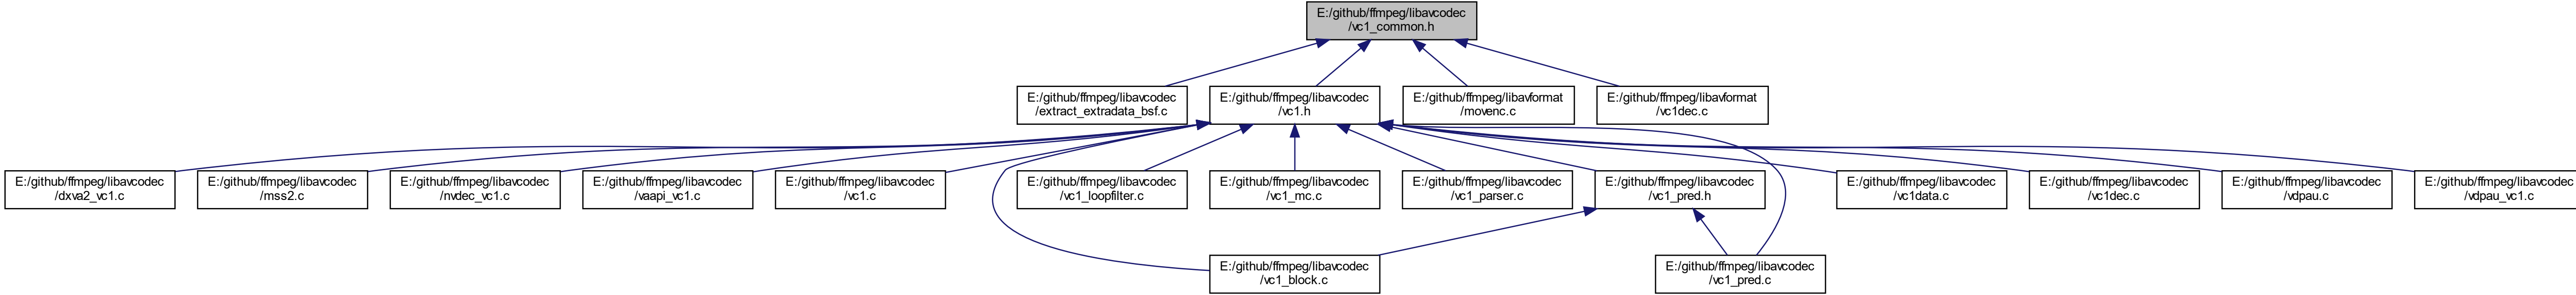 E:/github/ffmpeg/libavcodec
/vc1_common.h
E:/github/ffmpeg/libavcodec
/extract_extradata_bsf.c
E:/github/ffmpeg/libavcodec
/vc1.h
E:/github/ffmpeg/libavformat
/movenc.c
E:/github/ffmpeg/libavformat
/vc1dec.c
E:/github/ffmpeg/libavcodec
/dxva2_vc1.c
E:/github/ffmpeg/libavcodec
/mss2.c
E:/github/ffmpeg/libavcodec
/nvdec_vc1.c
E:/github/ffmpeg/libavcodec
/vaapi_vc1.c
E:/github/ffmpeg/libavcodec
/vc1.c
E:/github/ffmpeg/libavcodec
/vc1_loopfilter.c
E:/github/ffmpeg/libavcodec
/vc1_mc.c
E:/github/ffmpeg/libavcodec
/vc1_parser.c
E:/github/ffmpeg/libavcodec
/vc1_pred.h
E:/github/ffmpeg/libavcodec
/vc1data.c
E:/github/ffmpeg/libavcodec
/vc1dec.c
E:/github/ffmpeg/libavcodec
/vdpau.c
E:/github/ffmpeg/libavcodec
/vdpau_vc1.c
E:/github/ffmpeg/libavcodec
/vc1_block.c
E:/github/ffmpeg/libavcodec
/vc1_pred.c